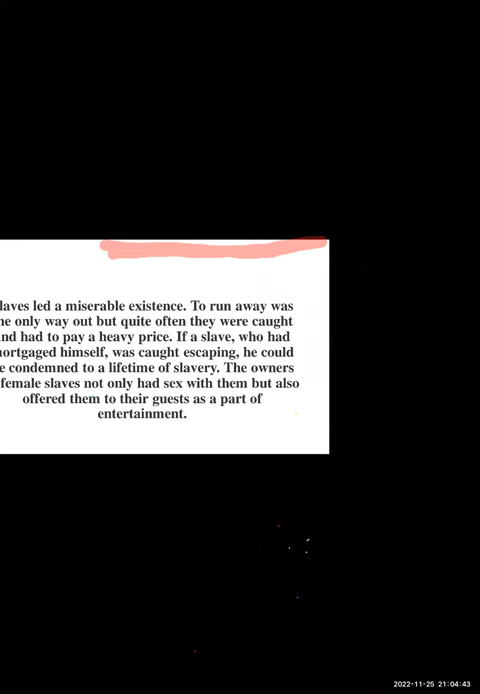 laves led a miserable existence. To run away was
he only way out but quite often they were caught
nd had to pay a heavy price. If a slave, who had
ortgaged himself, was caught escaping, he could
e condemned to a lifetime of slavery. The owners
female slaves not only had sex with them but also
offered them to their guests as a part of
entertainment.
2022-11-25 21:04:43